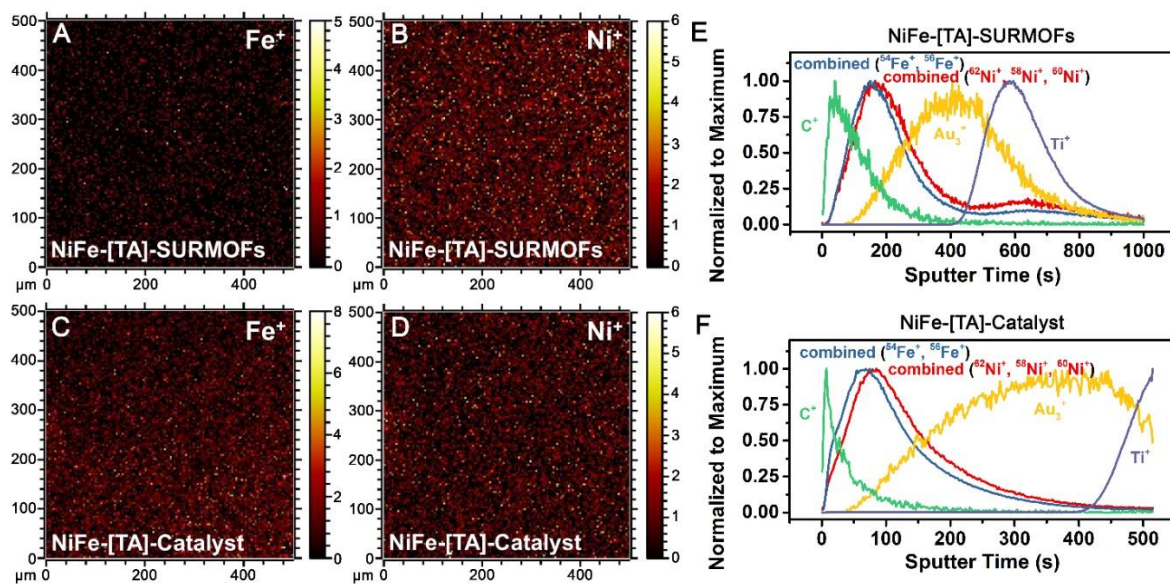 A
Fe⁺
500
400
300
200
100
0
5
4
3
2
1
0
NiFe-[TA]-SURMOFs
µm 0 200 400
B
Ni⁺
500
400
300
200
100
0
6
5
4
3
2
1
0
NiFe-[TA]-SURMOFs
0 200 400
E
NiFe-[TA]-SURMOFs
combined (⁵⁴Fe⁺, ⁵⁶Fe⁺)
combined (⁶²Ni⁺, ⁵⁸Ni⁺, ⁶⁰Ni⁺)
C⁺
Au₃⁺
Ti⁺
Normalized to Maximum
1.00
0.75
0.50
0.25
0.00
0 200 400 600 800 1000
Sputter Time (s)
C
Fe⁺
500
400
300
200
100
0
8
6
4
2
0
NiFe-[TA]-Catalyst
µm 0 200 400
D
Ni⁺
500
400
300
200
100
0
6
5
4
3
2
1
0
NiFe-[TA]-Catalyst
0 200 400
F
NiFe-[TA]-Catalyst
combined (⁵⁴Fe⁺, ⁵⁶Fe⁺)
combined (⁶²Ni⁺, ⁵⁸Ni⁺, ⁶⁰Ni⁺)
C⁺
Au₃⁺
Ti⁺
Normalized to Maximum
1.00
0.75
0.50
0.25
0.00
0 100 200 300 400 500
Sputter Time (s)